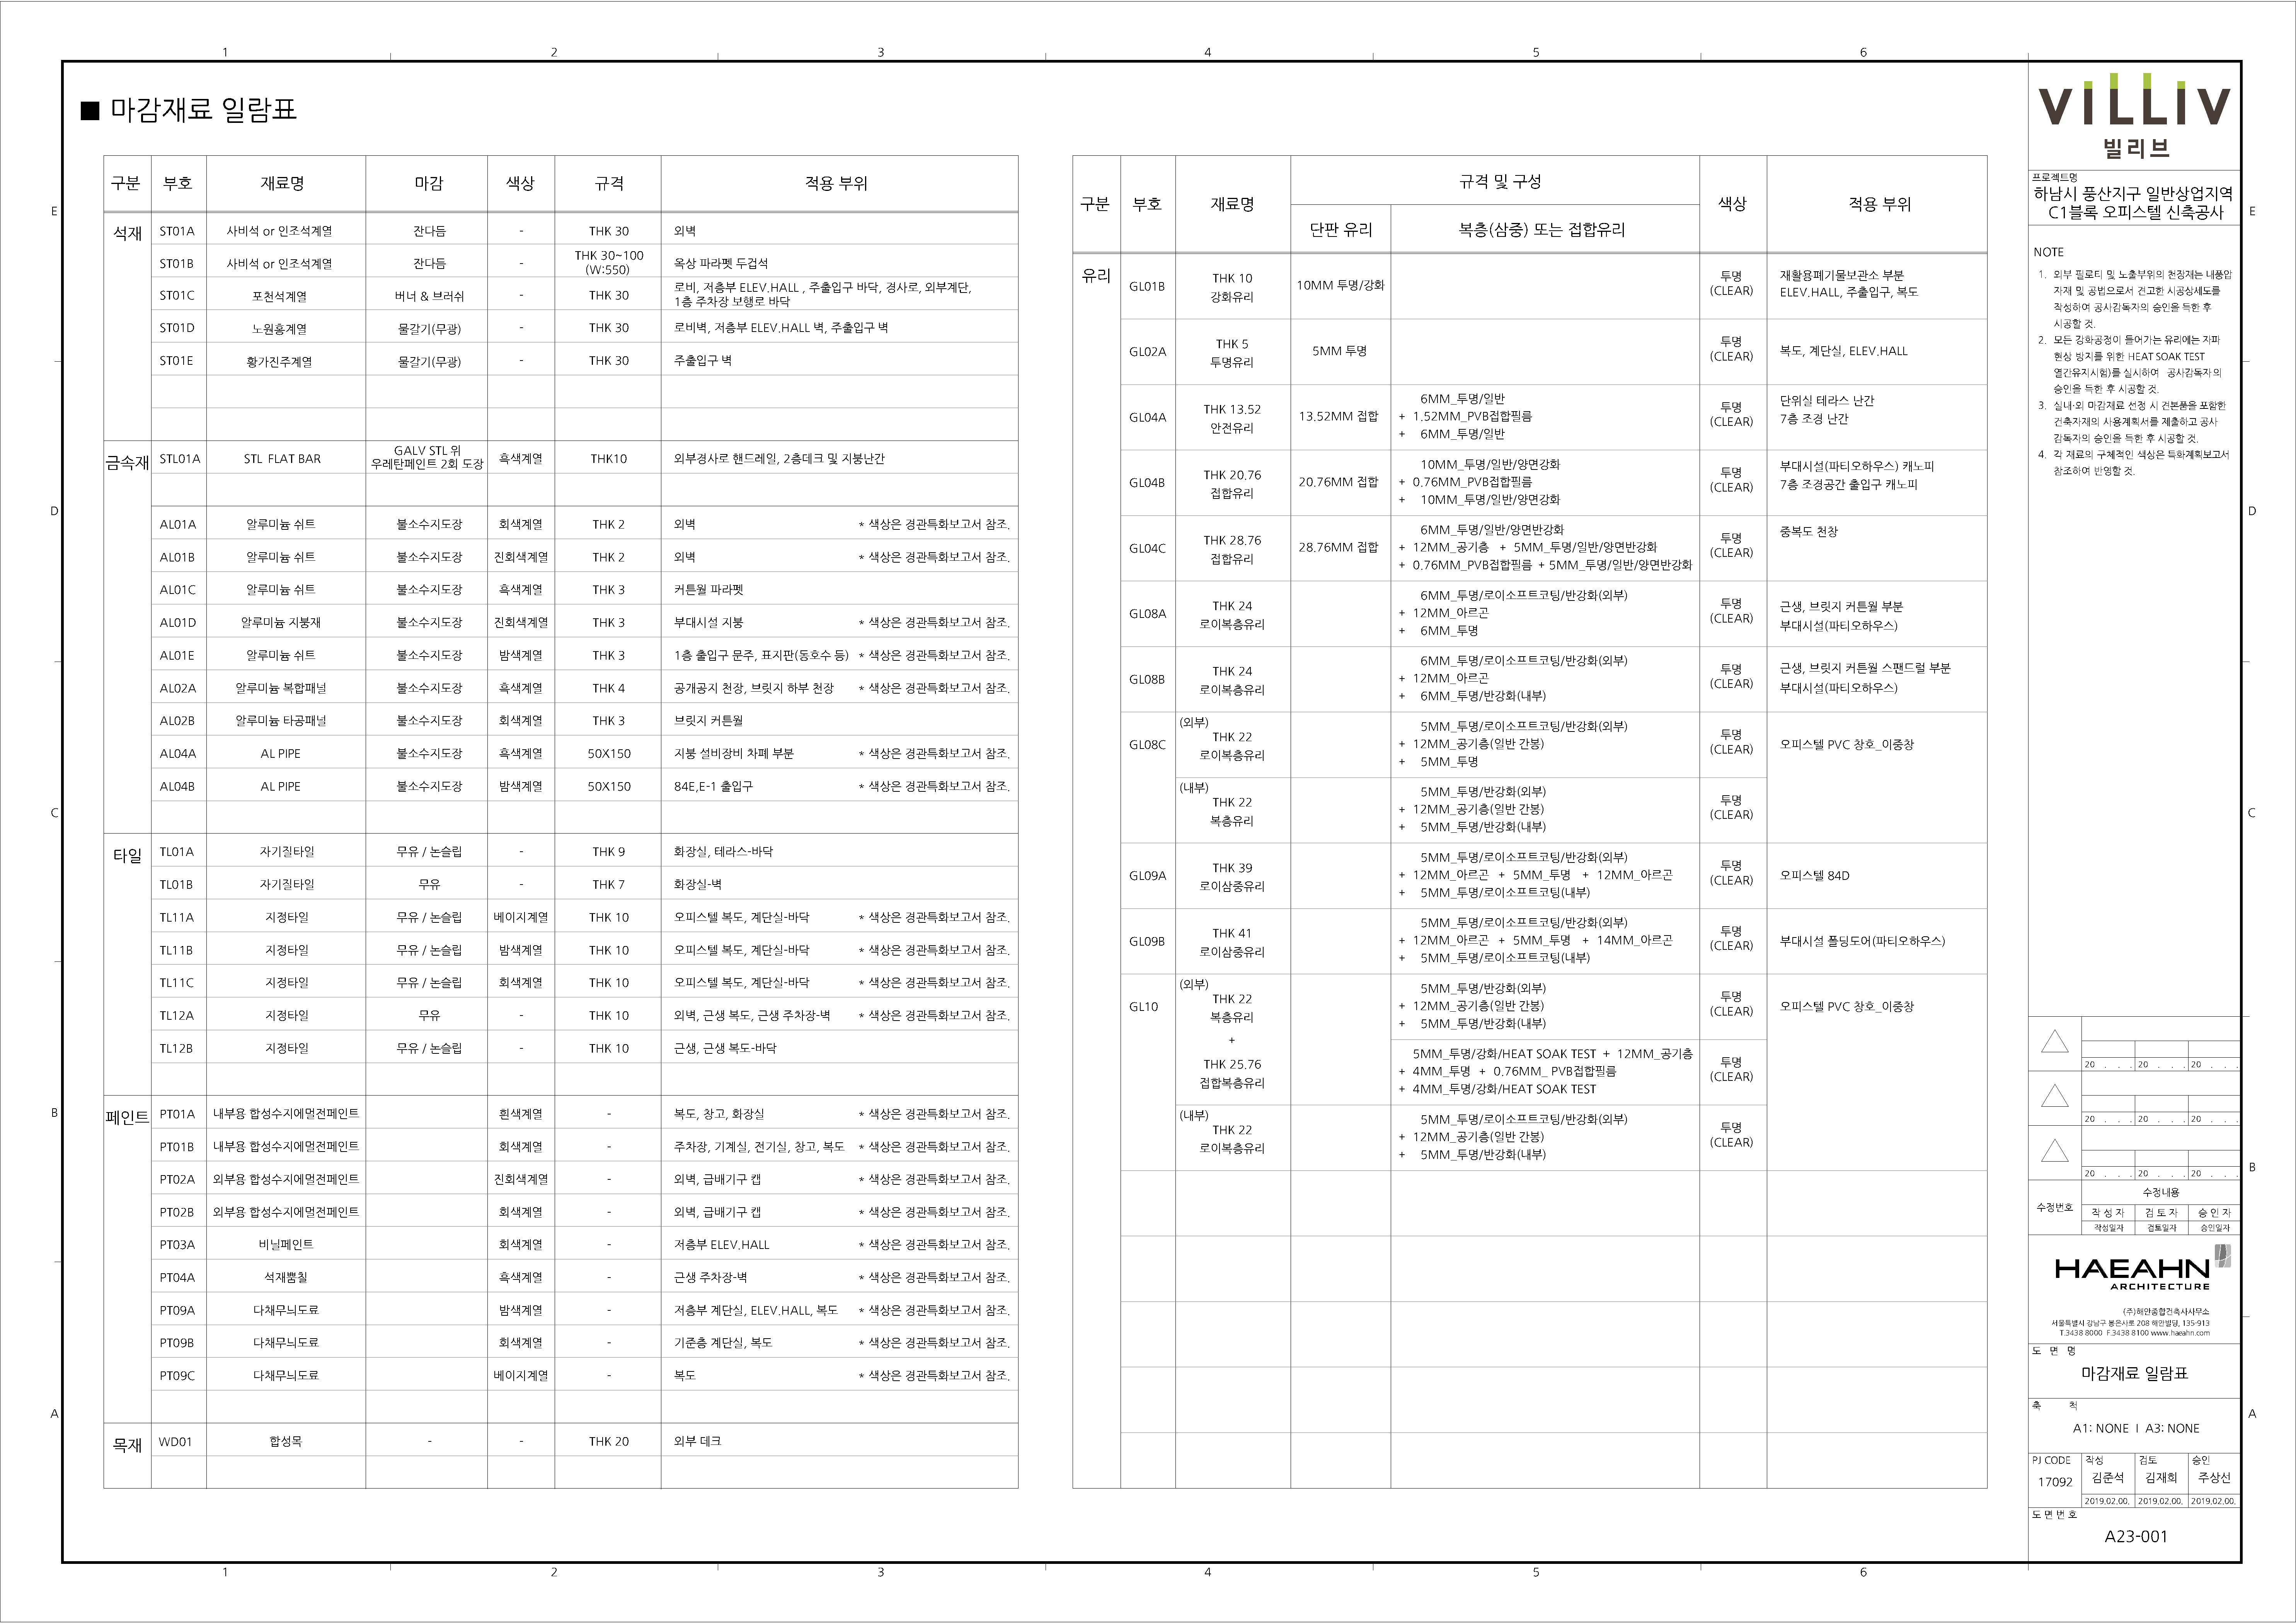 1 2 3 4 5 6
■ 마감재료 일람표
구분 부호 재료명 마감 색상 규격 적용 부위
석재 ST01A 사비석 or 인조석계열 잔다듬 - THK 30 외벽
ST01B 사비석 or 인조석계열 잔다듬 - THK 30~100 (W:550) 옥상 파라펫 두겁석
ST01C 포천석계열 버너 & 브러쉬 - THK 30 로비, 저층부 ELEV.HALL , 주출입구 바닥, 경사로, 외부계단,
1층 주차장 보행로 바닥
ST01D 노원홍계열 물갈기(무광) - THK 30 로비벽, 저층부 ELEV.HALL 벽, 주출입구 벽
ST01E 황가진주계열 물갈기(무광) - THK 30 주출입구 벽
금속재 STL01A STL FLAT BAR GALV STL 위 우레탄페인트 2회 도장 흑색계열 THK10 외부경사로 핸드레일, 2층데크 및 지붕난간
AL01A 알루미늄 쉬트 불소수지도장 회색계열 THK 2 외벽 * 색상은 경관특화보고서 참조.
AL01B 알루미늄 쉬트 불소수지도장 진회색계열 THK 2 외벽 * 색상은 경관특화보고서 참조.
AL01C 알루미늄 쉬트 불소수지도장 흑색계열 THK 3 커튼월 파라펫
AL01D 알루미늄 지붕재 불소수지도장 진회색계열 THK 3 부대시설 지붕 * 색상은 경관특화보고서 참조.
AL01E 알루미늄 쉬트 불소수지도장 밤색계열 THK 3 1층 출입구 문주, 표지판(동호수 등) * 색상은 경관특화보고서 참조.
AL02A 알루미늄 복합패널 불소수지도장 흑색계열 THK 4 공개공지 천장, 브릿지 하부 천장 * 색상은 경관특화보고서 참조.
AL02B 알루미늄 타공패널 불소수지도장 회색계열 THK 3 브릿지 커튼월
AL04A AL PIPE 불소수지도장 흑색계열 50X150 지붕 설비장비 차폐 부분 * 색상은 경관특화보고서 참조.
AL04B AL PIPE 불소수지도장 밤색계열 50X150 84E,E-1 출입구 * 색상은 경관특화보고서 참조.
타일 TL01A 자기질타일 무유 / 논슬립 - THK 9 화장실, 테라스-바닥
TL01B 자기질타일 무유 - THK 7 화장실-벽
TL11A 지정타일 무유 / 논슬립 베이지계열 THK 10 오피스텔 복도, 계단실-바닥 * 색상은 경관특화보고서 참조.
TL11B 지정타일 무유 / 논슬립 밤색계열 THK 10 오피스텔 복도, 계단실-바닥 * 색상은 경관특화보고서 참조.
TL11C 지정타일 무유 / 논슬립 회색계열 THK 10 오피스텔 복도, 계단실-바닥 * 색상은 경관특화보고서 참조.
TL12A 지정타일 무유 - THK 10 외벽, 근생 복도, 근생 주차장-벽 * 색상은 경관특화보고서 참조.
TL12B 지정타일 무유 / 논슬립 - THK 10 근생, 근생 복도-바닥
페인트 PT01A 내부용 합성수지에멀전페인트 흰색계열 - 복도, 창고, 화장실 * 색상은 경관특화보고서 참조.
PT01B 내부용 합성수지에멀전페인트 회색계열 - 주차장, 기계실, 전기실, 창고, 복도 * 색상은 경관특화보고서 참조.
PT02A 외부용 합성수지에멀전페인트 진회색계열 - 외벽, 급배기구 캡 * 색상은 경관특화보고서 참조.
PT02B 외부용 합성수지에멀전페인트 회색계열 - 외벽, 급배기구 캡 * 색상은 경관특화보고서 참조.
PT03A 비닐페인트 회색계열 - 저층부 ELEV.HALL * 색상은 경관특화보고서 참조.
PT04A 석재뿜칠 흑색계열 - 근생 주차장-벽 * 색상은 경관특화보고서 참조.
PT09A 다채무늬도료 밤색계열 - 저층부 계단실, ELEV.HALL, 복도 * 색상은 경관특화보고서 참조.
PT09B 다채무늬도료 회색계열 - 기준층 계단실, 복도 * 색상은 경관특화보고서 참조.
PT09C 다채무늬도료 베이지계열 - 복도 * 색상은 경관특화보고서 참조.
목재 WD01 합성목 - - THK 20 외부 데크
구분 부호 재료명 규격 및 구성 색상 적용 부위
단판 유리 복층(삼중) 또는 접합유리
유리 GL01B THK 10 강화유리 10MM 투명/강화 투명 (CLEAR) 재활용폐기물보관소 부분
ELEV.HALL, 주출입구, 복도
GL02A THK 5 투명유리 5MM 투명 투명 (CLEAR) 복도, 계단실, ELEV.HALL
GL04A THK 13.52 안전유리 13.52MM 접합 6MM_투명/일반
+ 1.52MM_PVB접합필름
+ 6MM_투명/일반
투명 (CLEAR) 단위실 테라스 난간
7층 조경 난간
GL04B THK 20.76 접합유리 20.76MM 접합 10MM_투명/일반/양면강화
+ 0.76MM_PVB접합필름
+ 10MM_투명/일반/양면강화
투명 (CLEAR) 부대시설(파티오하우스) 캐노피
7층 조경공간 출입구 캐노피
GL04C THK 28.76 접합유리 28.76MM 접합 6MM_투명/일반/양면반강화
+ 12MM_공기층 + 5MM_투명/일반/양면반강화
+ 0.76MM_PVB접합필름 + 5MM_투명/일반/양면반강화
투명 (CLEAR) 중복도 천창
GL08A THK 24 로이복층유리 6MM_투명/로이소프트코팅/반강화(외부)
+ 12MM_아르곤
+ 6MM_투명
투명 (CLEAR) 근생, 브릿지 커튼월 부분
부대시설(파티오하우스)
GL08B THK 24 로이복층유리 6MM_투명/로이소프트코팅/반강화(외부)
+ 12MM_아르곤
+ 6MM_투명/반강화(내부)
투명 (CLEAR) 근생, 브릿지 커튼월 스팬드럴 부분
부대시설(파티오하우스)
GL08C (외부) THK 22 로이복층유리 5MM_투명/로이소프트코팅/반강화(외부)
+ 12MM_공기층(일반 간봉)
+ 5MM_투명
투명 (CLEAR) 오피스텔 PVC 창호_이중창
(내부) THK 22 복층유리 5MM_투명/반강화(외부)
+ 12MM_공기층(일반 간봉)
+ 5MM_투명/반강화(내부)
투명 (CLEAR)
GL09A THK 39 로이삼중유리 5MM_투명/로이소프트코팅/반강화(외부)
+ 12MM_아르곤 + 5MM_투명 + 12MM_아르곤
+ 5MM_투명/로이소프트코팅(내부)
투명 (CLEAR) 오피스텔 84D
GL09B THK 41 로이삼중유리 5MM_투명/로이소프트코팅/반강화(외부)
+ 12MM_아르곤 + 5MM_투명 + 14MM_아르곤
+ 5MM_투명/로이소프트코팅(내부)
투명 (CLEAR) 부대시설 폴딩도어(파티오하우스)
GL10 (외부) THK 22 복층유리 5MM_투명/반강화(외부)
+ 12MM_공기층(일반 간봉)
+ 5MM_투명/반강화(내부)
투명 (CLEAR) 오피스텔 PVC 창호_이중창
+
THK 25.76 접합복층유리 5MM_투명/강화/HEAT SOAK TEST + 12MM_공기층
+ 4MM_투명 + 0.76MM_ PVB접합필름
+ 4MM_투명/강화/HEAT SOAK TEST
투명 (CLEAR)
(내부) THK 22 로이복층유리 5MM_투명/로이소프트코팅/반강화(외부)
+ 12MM_공기층(일반 간봉)
+ 5MM_투명/반강화(내부)
투명 (CLEAR)
VILLIV
빌리브
프로젝트명
하남시 풍산지구 일반상업지역
C1블록 오피스텔 신축공사
NOTE
1. 외부 필로티 및 노출부위의 천장재는 내풍압
자재 및 공법으로서 견고한 시공상세도를
작성하여 공사감독자의 승인을 득한 후
시공할 것.
2. 모든 강화공정이 들어가는 유리에는 자파
현상 방지를 위한 HEAT SOAK TEST
열간유지시험)를 실시하여 공사감독자의
승인을 득한 후 시공할 것.
3. 실내·외 마감재료 선정 시 견본품을 포함한
건축자재의 사용계획서를 제출하고 공사
감독자의 승인을 득한 후 시공할 것.
4. 각 재료의 구체적인 색상은 특화계획보고서
참조하여 반영할 것.
20 . . . 20 . . . 20 . . .
20 . . . 20 . . . 20 . . .
20 . . . 20 . . . 20 . . .
수정번호 수정내용
작 성 자 검 토 자 승 인 자
작성일자 검토일자 승인일자
HAEAHN
ARCHITECTURE
(주)해안종합건축사사무소
서울특별시 강남구 봉은사로 208 해안빌딩, 135-913
T.3438 8000 F.3438 8100 www.haeahn.com
도 면 명
마감재료 일람표
축 척
A1: NONE I A3: NONE
PJ CODE 작성 검토 승인
17092 김준석 김재희 주상선
2019.02.00. 2019.02.00. 2019.02.00.
도 면 번 호
A23-001
E D C B A
E D C B A
1 2 3 4 5 6